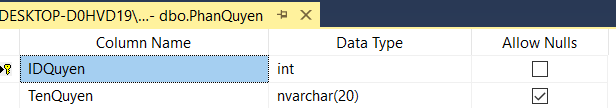 DESKTOP-D0HVD19\...- dbo.PhanQuyen
Column Name Data Type Allow Nulls
IDQuyen int
TenQuyen nvarchar(20)